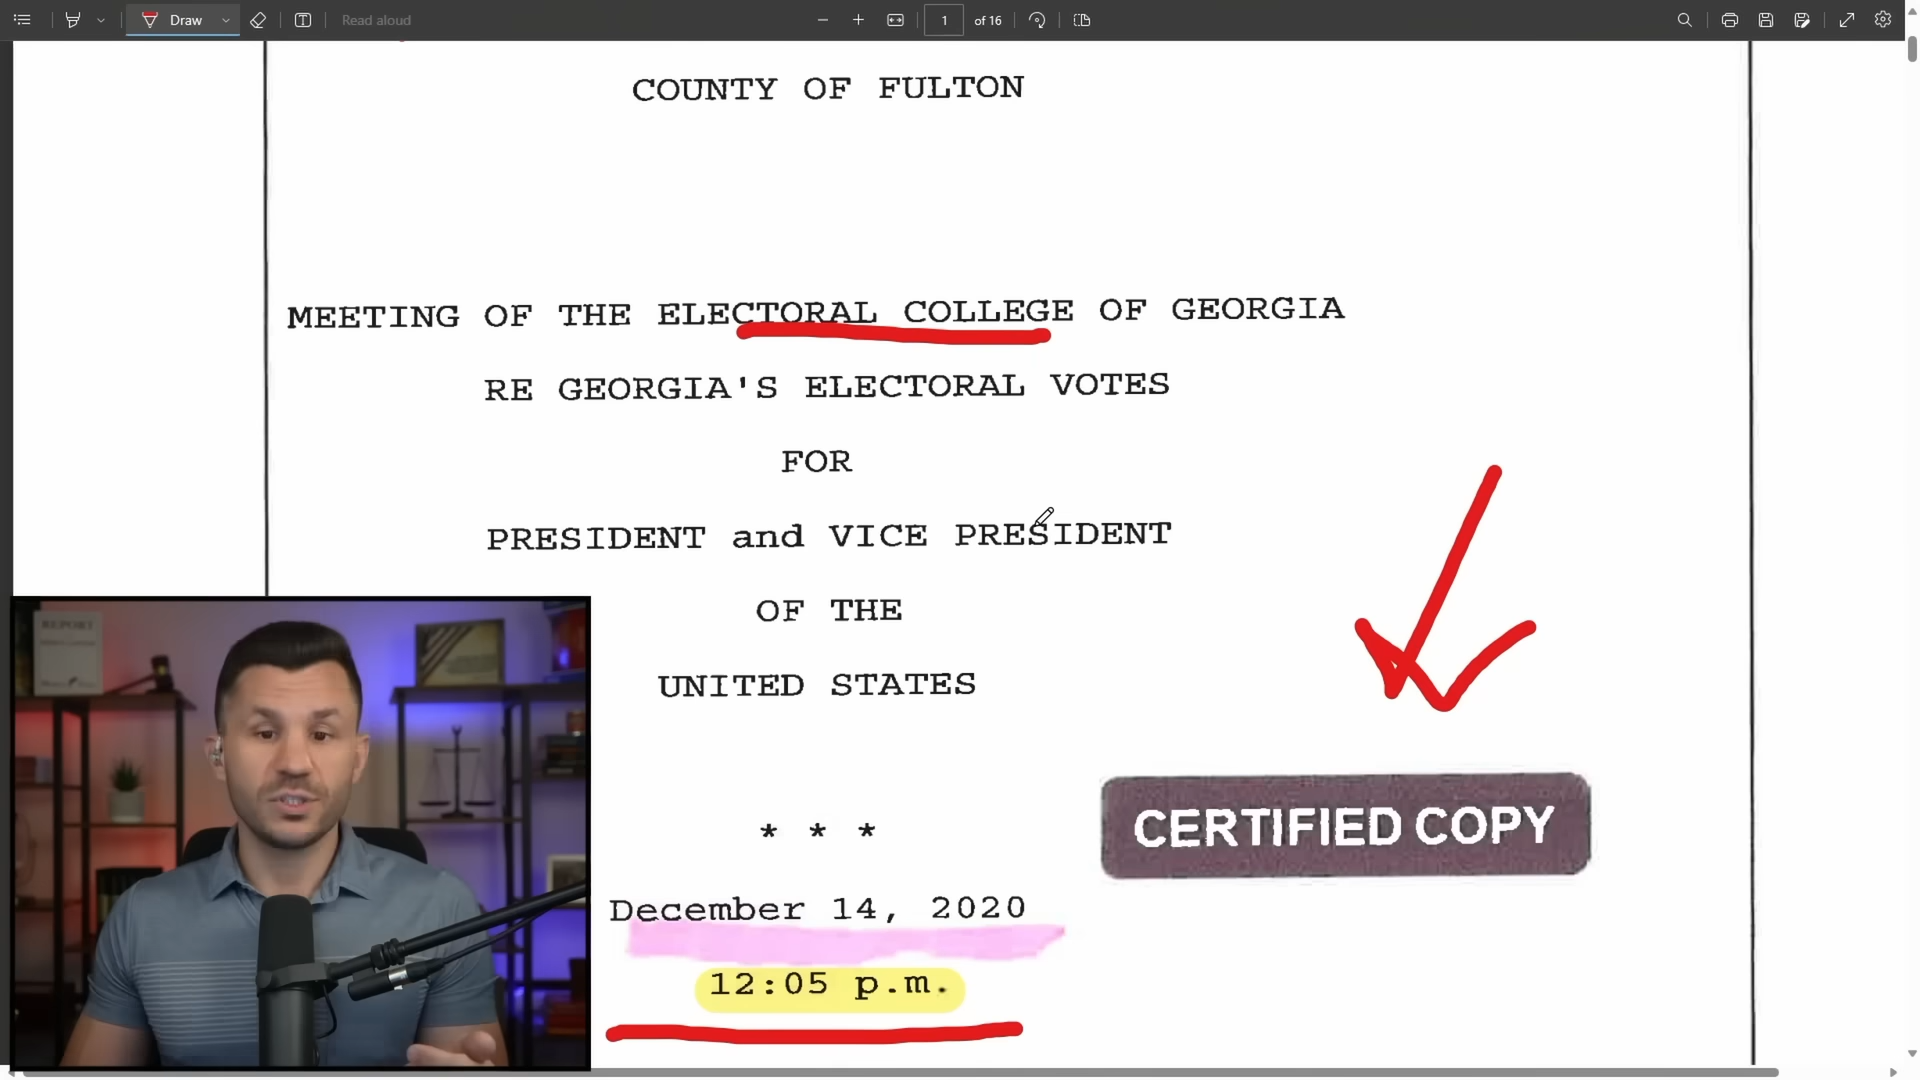 Draw
Read aloud
1
of 16
COUNTY OF FULTON
MEETING OF THE ELECTORAL COLLEGE OF GEORGIA
RE GEORGIA'S ELECTORAL VOTES
FOR
PRESIDENT and VICE PRESIDENT
OF THE
UNITED STATES
* * *
REPORT
CERTIFIED COPY
December 14, 2020
12:05 p.m.